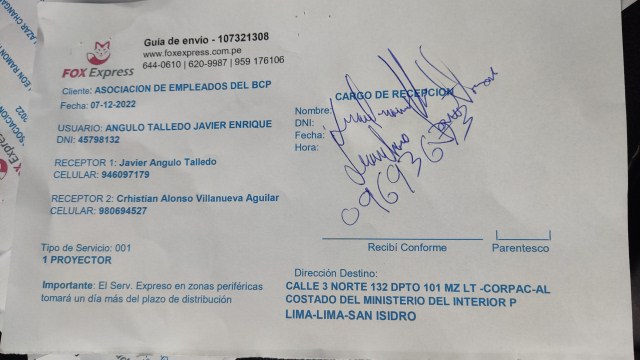 Guía de envío - 107321308
www.foxexpress.com.pe
644-0610 | 620-9987 | 959 176106
FOX Express
Cliente: ASOCIACION DE EMPLEADOS DEL BCP
Fecha: 07-12-2022
USUARIO: ANGULO TALLEDO JAVIER ENRIQUE
DNI: 45798132
RECEPTOR 1: Javier Angulo Talledo
CELULAR: 946097179
RECEPTOR 2: Crhistian Alonso Villanueva Aguilar
CELULAR: 980694527
Tipo de Servicio: 001
1 PROYECTOR
Importante: El Serv. Expreso en zonas periféricas
tomará un día más del plazo de distribución
CARGO DE RECEPCIÓN
Nombre:
DNI:
Fecha:
Hora:
Recibí Conforme
Parentesco
Dirección Destino:
CALLE 3 NORTE 132 DPTO 101 MZ LT -CORPAC-AL
COSTADO DEL MINISTERIO DEL INTERIOR P
LIMA-LIMA-SAN ISIDRO